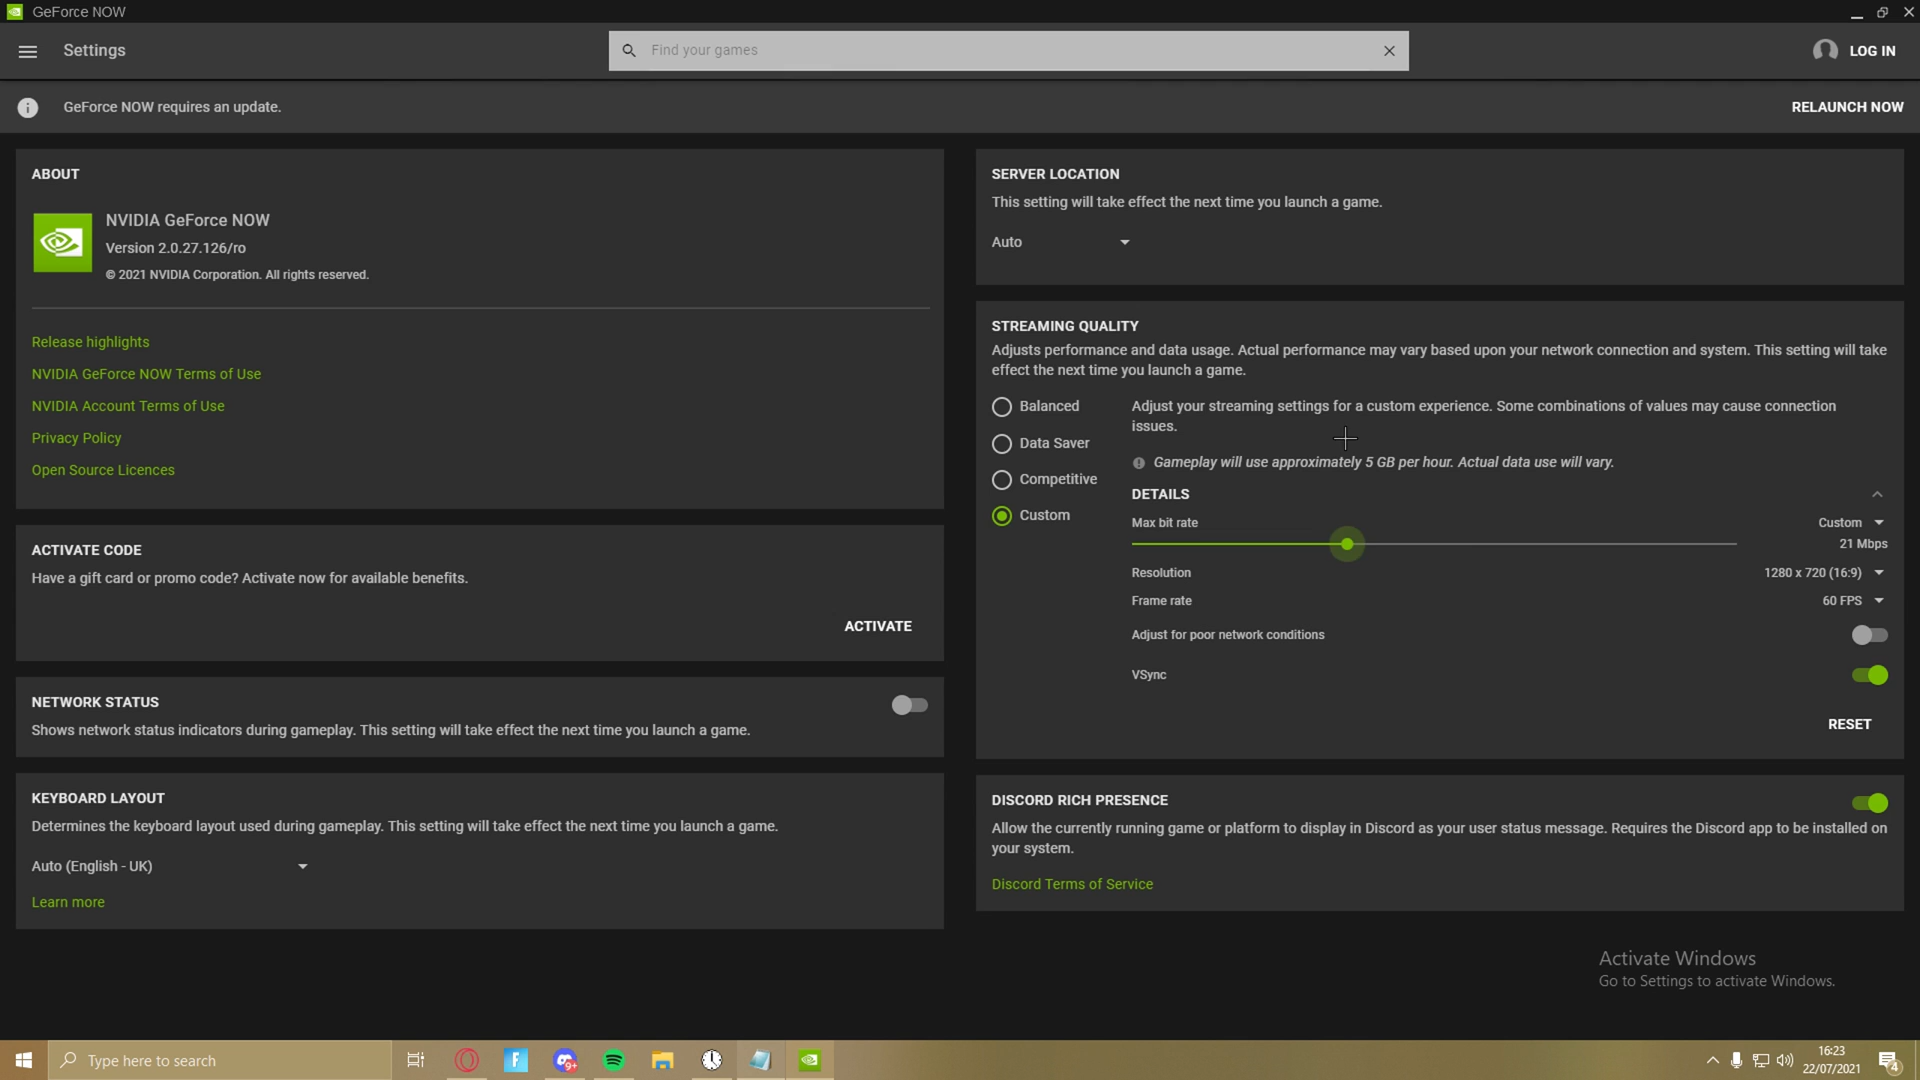 GeForce NOW
Settings
Find your games
LOG IN
GeForce NOW requires an update.
RELAUNCH NOW
ABOUT
NVIDIA GeForce NOW
Version 2.0.27.126/ro
© 2021 NVIDIA Corporation. All rights reserved.
Release highlights
NVIDIA GeForce NOW Terms of Use
NVIDIA Account Terms of Use
Privacy Policy
Open Source Licences
ACTIVATE CODE
Have a gift card or promo code? Activate now for available benefits.
ACTIVATE
NETWORK STATUS
Shows network status indicators during gameplay. This setting will take effect the next time you launch a game.
KEYBOARD LAYOUT
Determines the keyboard layout used during gameplay. This setting will take effect the next time you launch a game.
Auto (English - UK)
Learn more
SERVER LOCATION
This setting will take effect the next time you launch a game.
Auto
STREAMING QUALITY
Adjusts performance and data usage. Actual performance may vary based upon your network connection and system. This setting will take
effect the next time you launch a game.
Balanced
Data Saver
Competitive
Custom
Adjust your streaming settings for a custom experience. Some combinations of values may cause connection
issues.
Gameplay will use approximately 5 GB per hour. Actual data use will vary.
DETAILS
Max bit rate
Custom
21 Mbps
Resolution
1280 x 720 (16:9)
Frame rate
60 FPS
Adjust for poor network conditions
VSync
RESET
DISCORD RICH PRESENCE
Allow the currently running game or platform to display in Discord as your user status message. Requires the Discord app to be installed on
your system.
Discord Terms of Service
Activate Windows
Go to Settings to activate Windows.
Type here to search
F
9+
16:23
22/07/2021
4